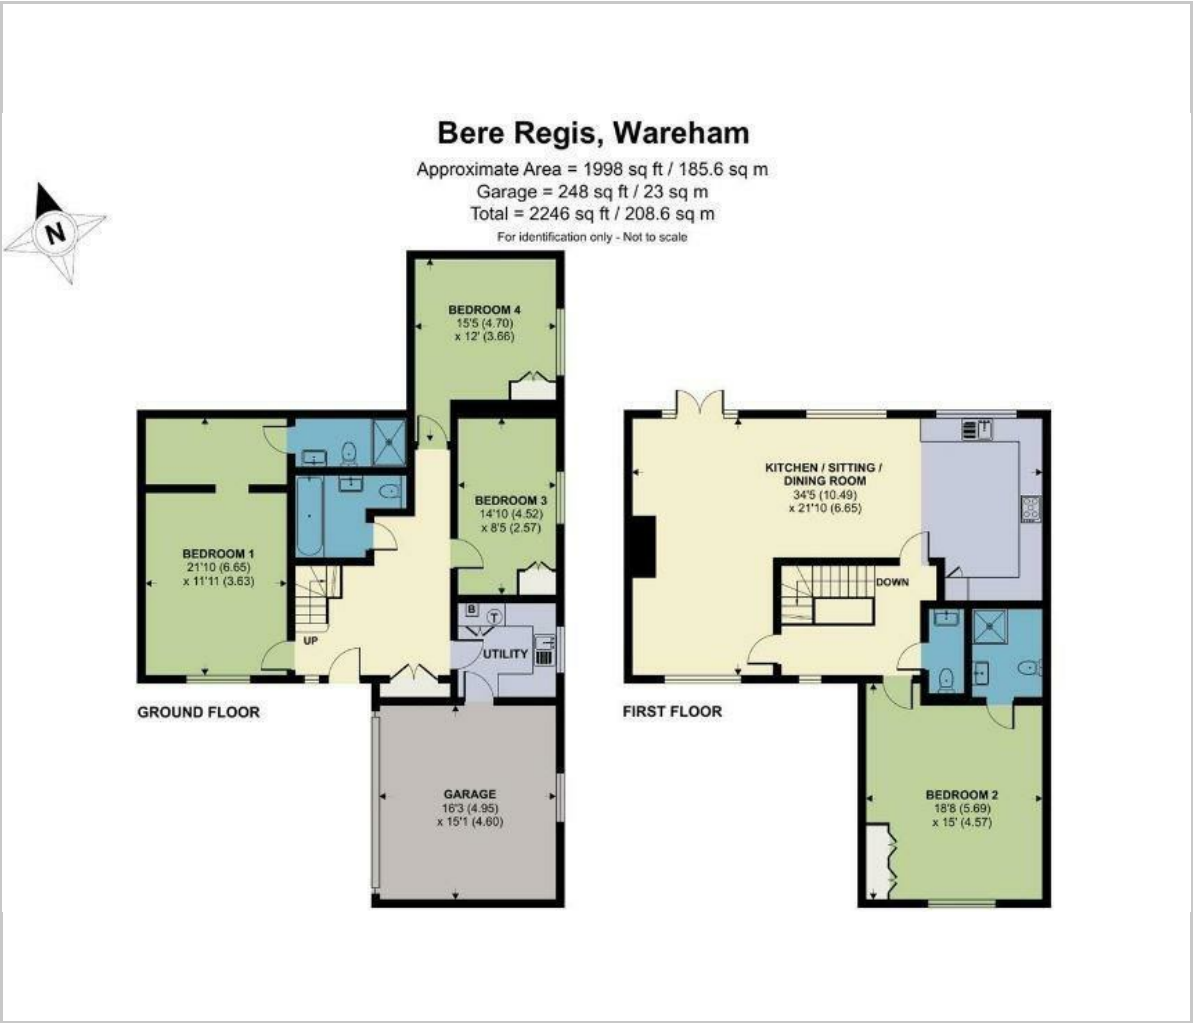 Bere Regis, Wareham
Approximate Area = 1998 sq ft / 185.6 sq m
Garage = 248 sq ft / 23 sq m
Total = 2246 sq ft / 208.6 sq m
For identification only - Not to scale
N
BEDROOM 4
15'5 (4.70)
x 12' (3.66)
BEDROOM 3
14'10 (4.52)
x 8'5 (2.57)
BEDROOM 1
21'10 (6.65)
x 11'11 (3.63)
B
T
UP
UTILITY
GROUND FLOOR
GARAGE
16'3 (4.95)
x 15'1 (4.60)
KITCHEN / SITTING /
DINING ROOM
34'5 (10.49)
x 21'10 (6.65)
DOWN
FIRST FLOOR
BEDROOM 2
18'8 (5.69)
x 15' (4.57)